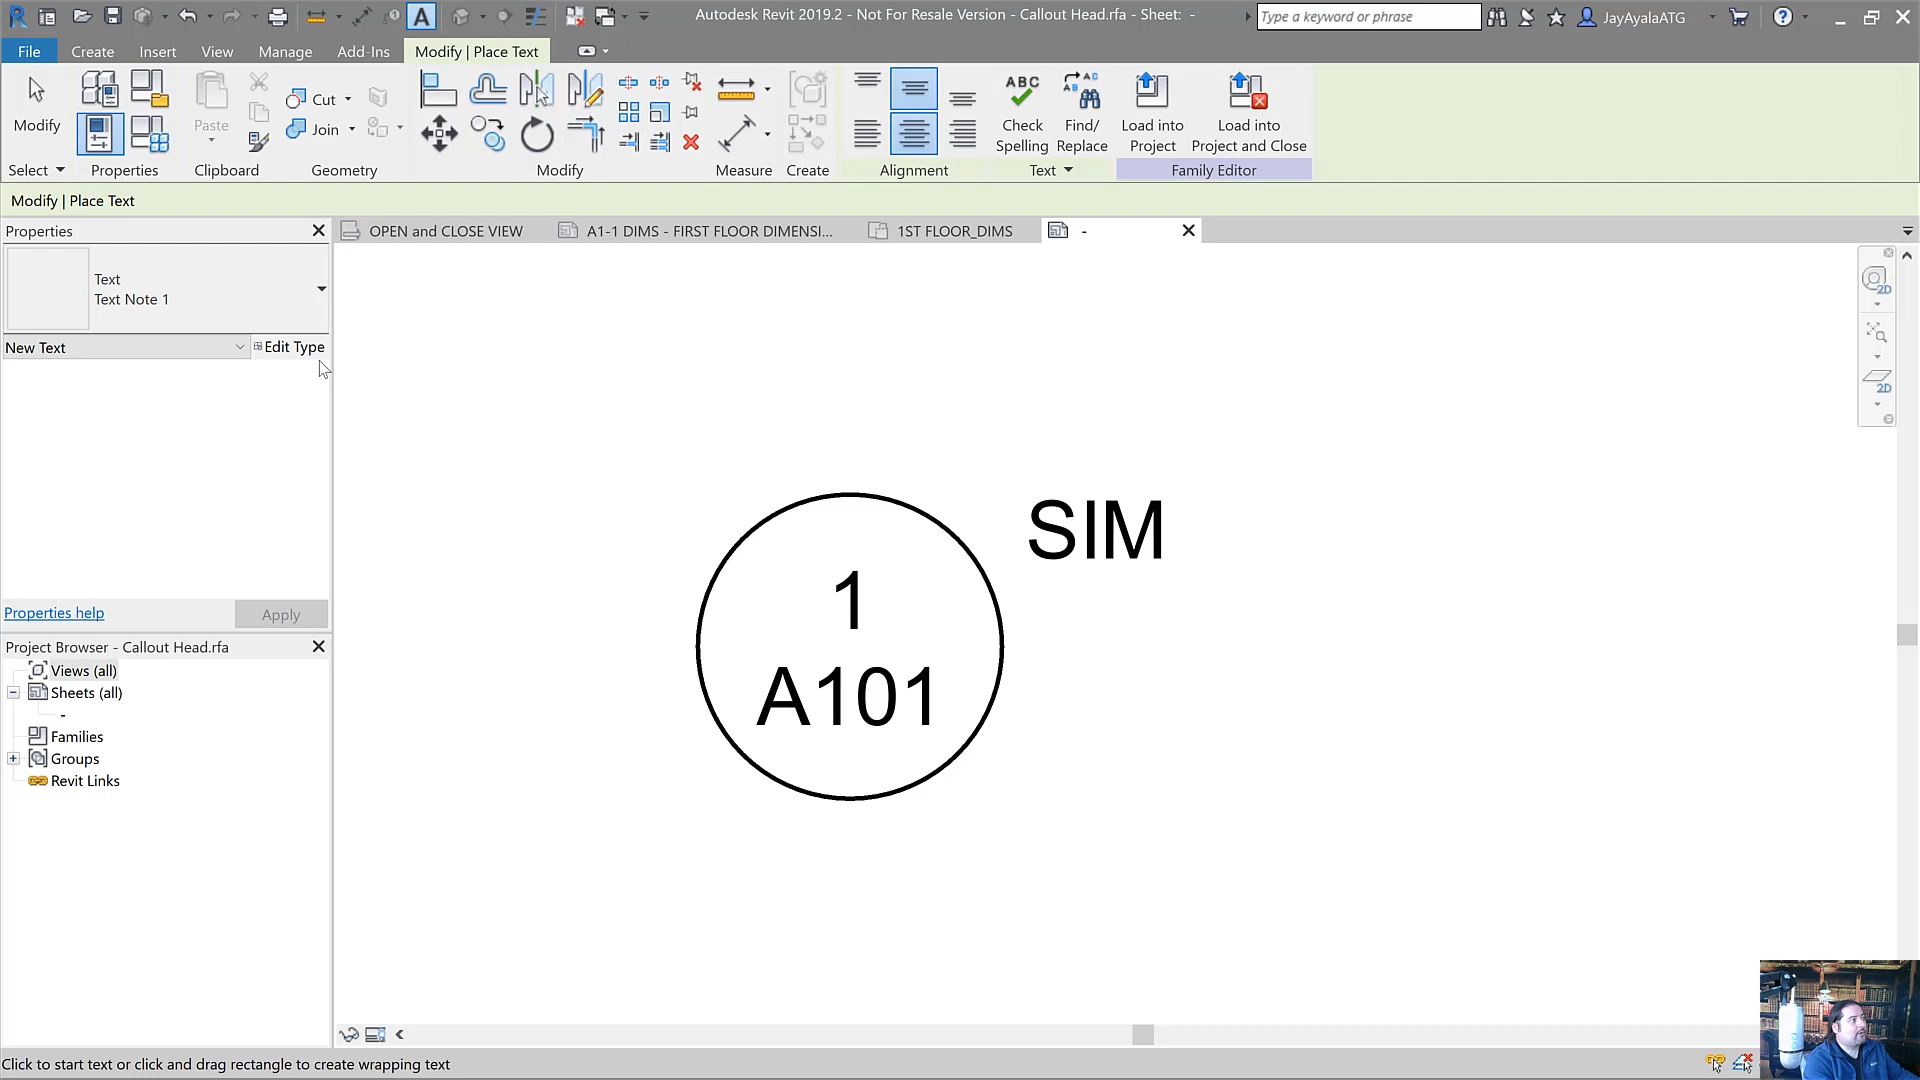 Autodesk Revit 2019.2 - Not For Resale Version - Callout Head.rfa - Sheet:  -
Type a keyword or phrase
JayAyalaATG
File
Create
Insert
View
Manage
Add-Ins
Modify | Place Text
Modify
Paste
Cut
Join
ABC
Check
Spelling
AC
AB
Find/
Replace
Load into
Project
Load into
Project and Close
Select
Properties
Clipboard
Geometry
Modify
Measure
Create
Alignment
Text
Family Editor
Modify | Place Text
Properties
OPEN and CLOSE VIEW
A1-1 DIMS - FIRST FLOOR DIMENSI...
1ST FLOOR_DIMS
-
Text
Text Note 1
New Text
Edit Type
2D
2D
SIM
1
A101
Properties help
Apply
Project Browser - Callout Head.rfa
Views (all)
Sheets (all)
-
Families
Groups
Revit Links
Click to start text or click and drag rectangle to create wrapping text